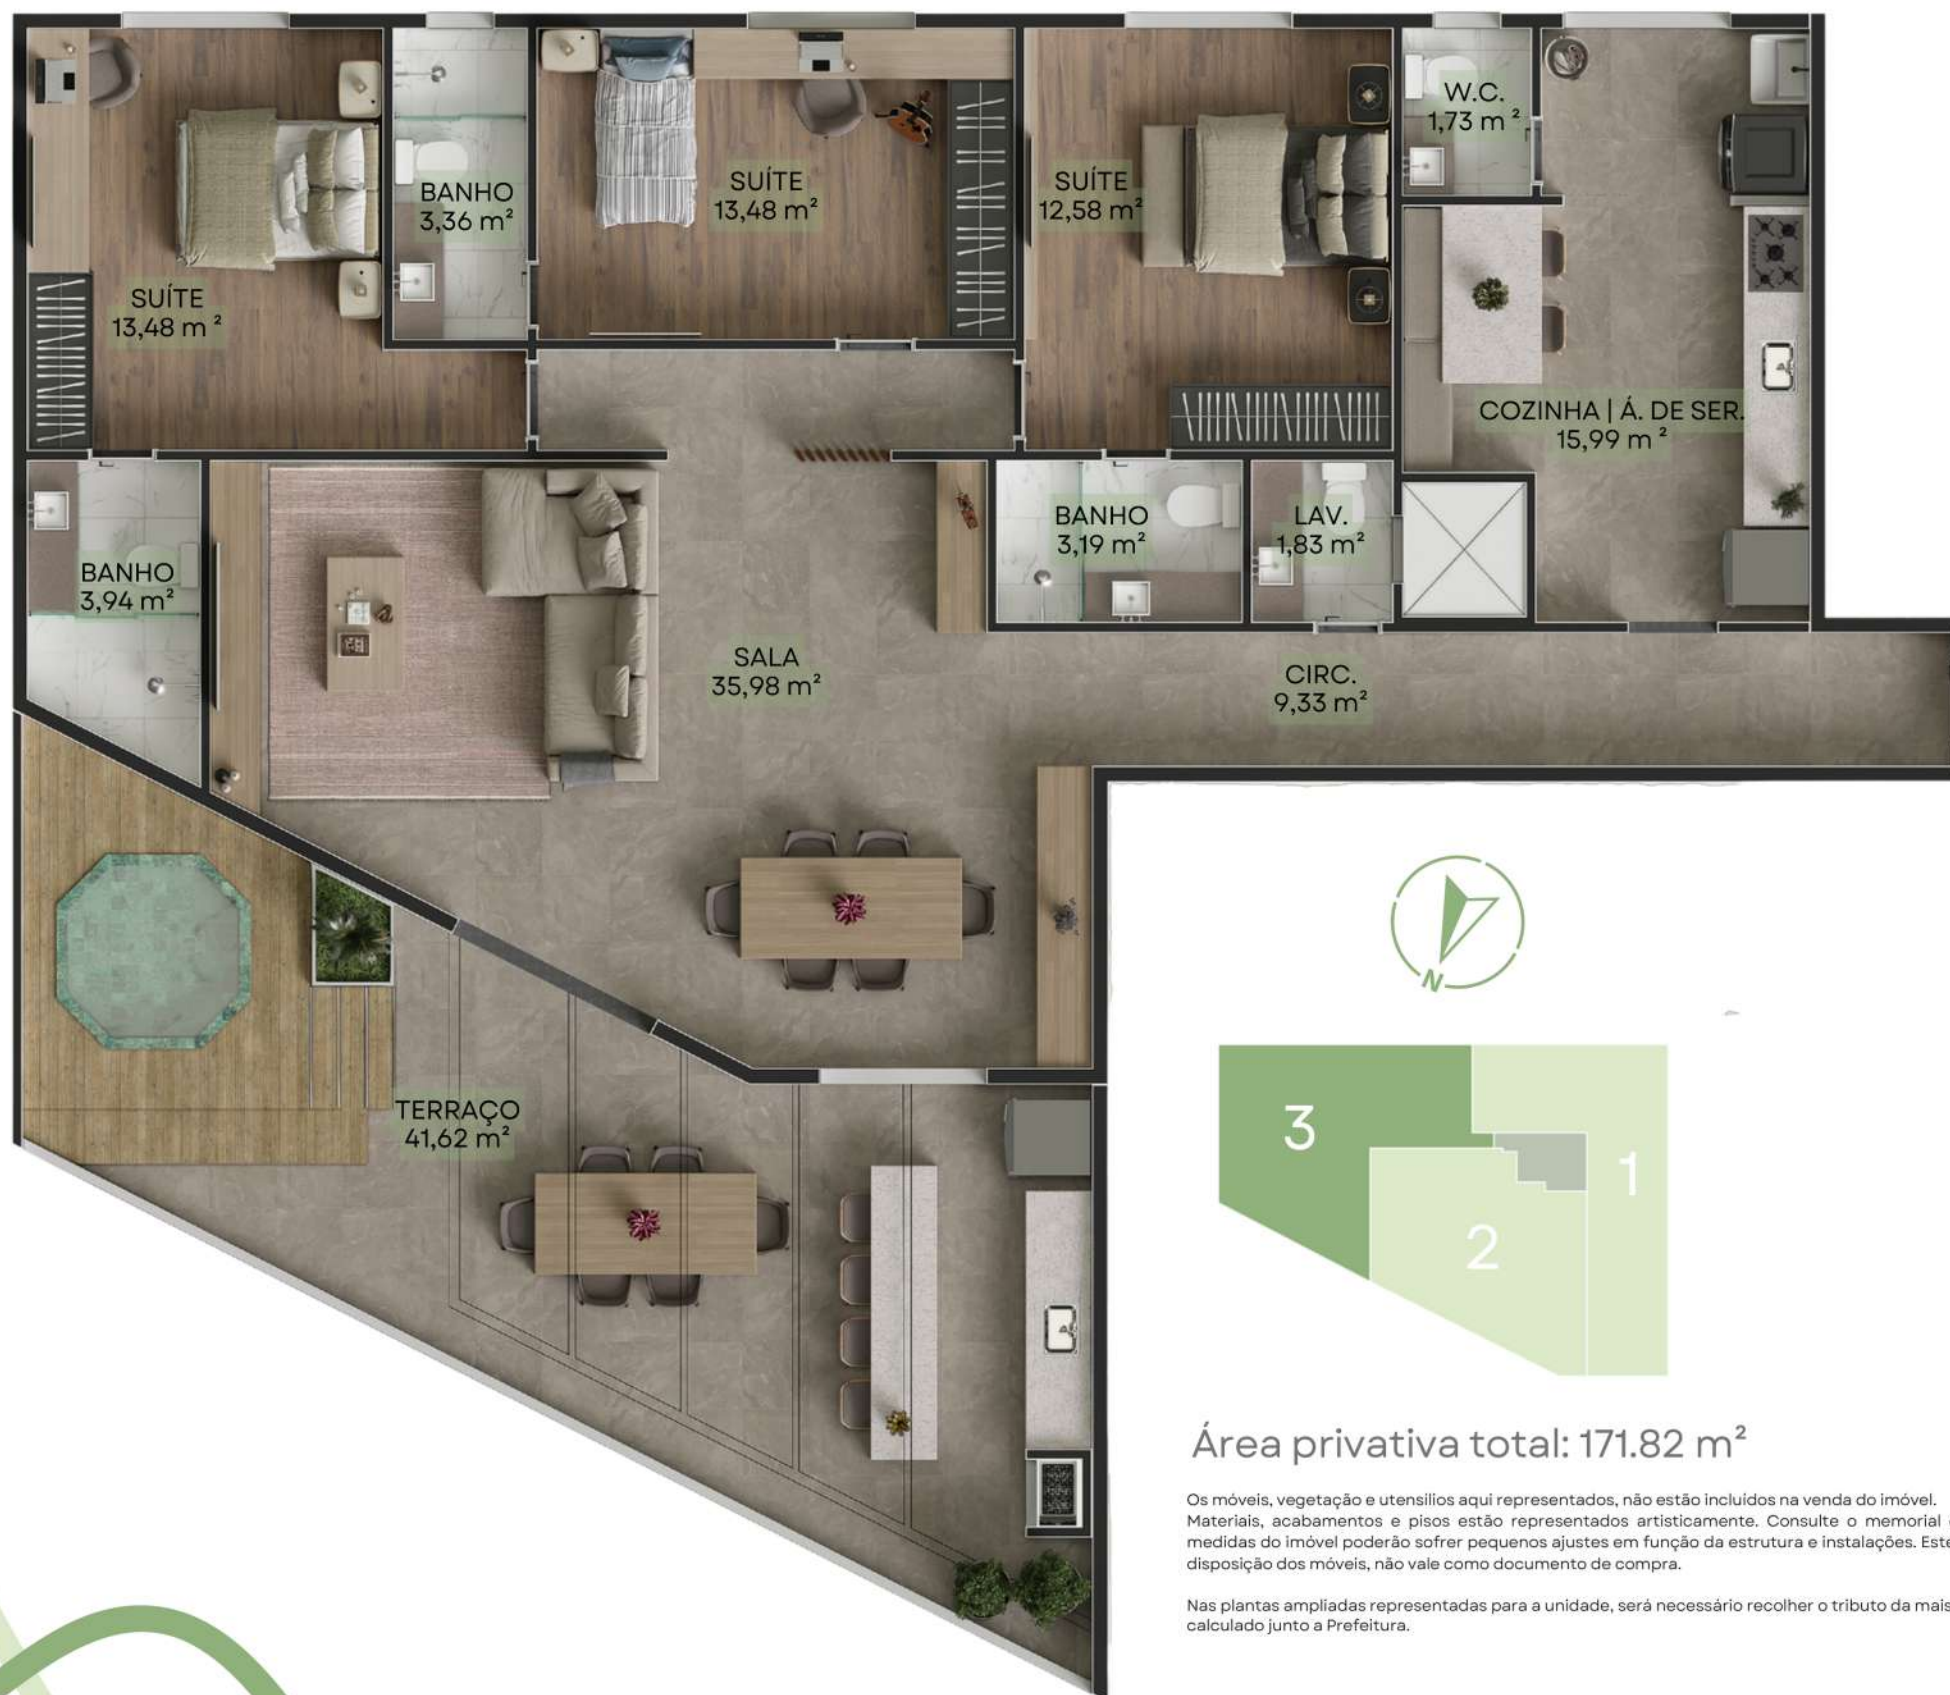 W.C.
1,73 m²
BANHO
3,36 m²
SUÍTE
13,48 m²
SUÍTE
12,58 m²
SUÍTE
13,48 m²
COZINHA | Á. DE SER.
15,99 m²
BANHO
3,19 m²
LAV.
1,83 m²
BANHO
3,94 m²
SALA
35,98 m²
CIRC.
9,33 m²
N
TERRAÇO
41,62 m²
3
1
2
Área privativa total: 171.82 m²
Os móveis, vegetação e utensílios aqui representados, não estão incluídos na venda do imóvel.
Materiais, acabamentos e pisos estão representados artisticamente. Consulte o memorial
medidas do imóvel poderão sofrer pequenos ajustes em função da estrutura e instalações. Este
disposição dos móveis, não vale como documento de compra.
Nas plantas ampliadas representadas para a unidade, será necessário recolher o tributo da mais
calculado junto a Prefeitura.